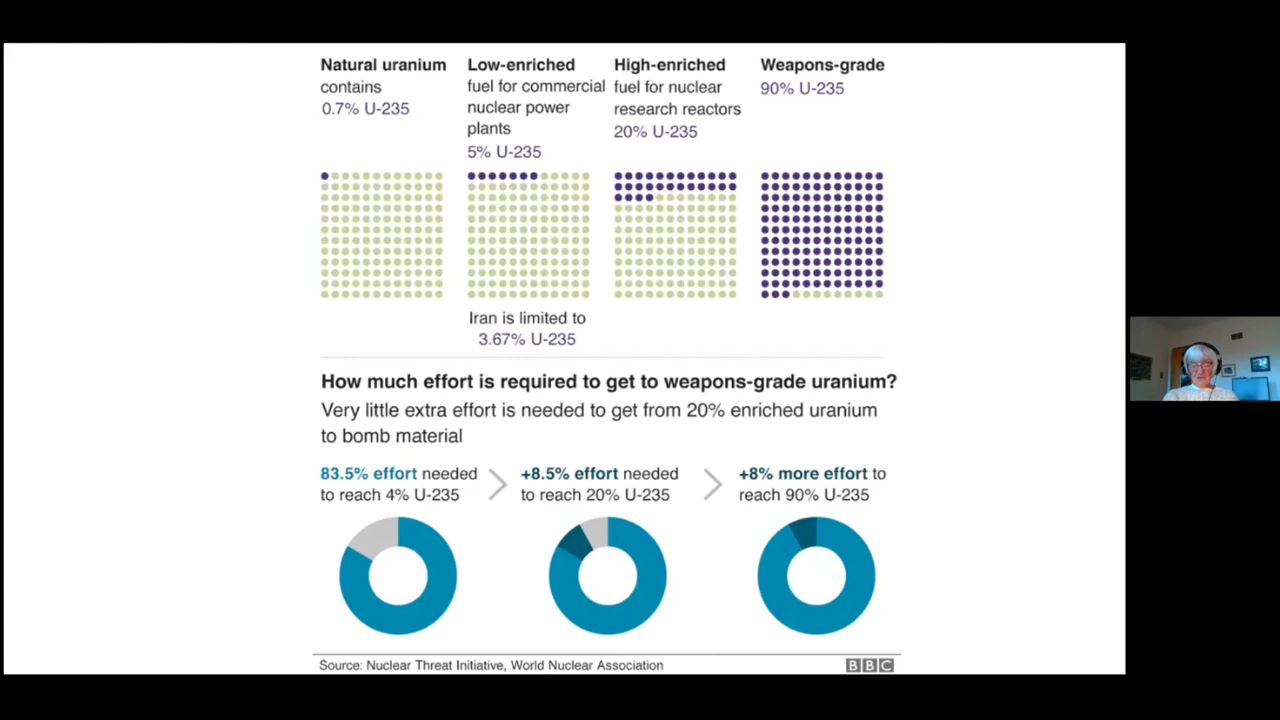 Natural uranium
contains
0.7% U-235
Low-enriched
fuel for commercial
nuclear power
plants
5% U-235
High-enriched
fuel for nuclear
research reactors
20% U-235
Weapons-grade
90% U-235
Iran is limited to
3.67% U-235
How much effort is required to get to weapons-grade uranium?
Very little extra effort is needed to get from 20% enriched uranium
to bomb material
83.5% effort needed
to reach 4% U-235
+8.5% effort needed
to reach 20% U-235
+8% more effort to
reach 90% U-235
Source: Nuclear Threat Initiative, World Nuclear Association
BBC